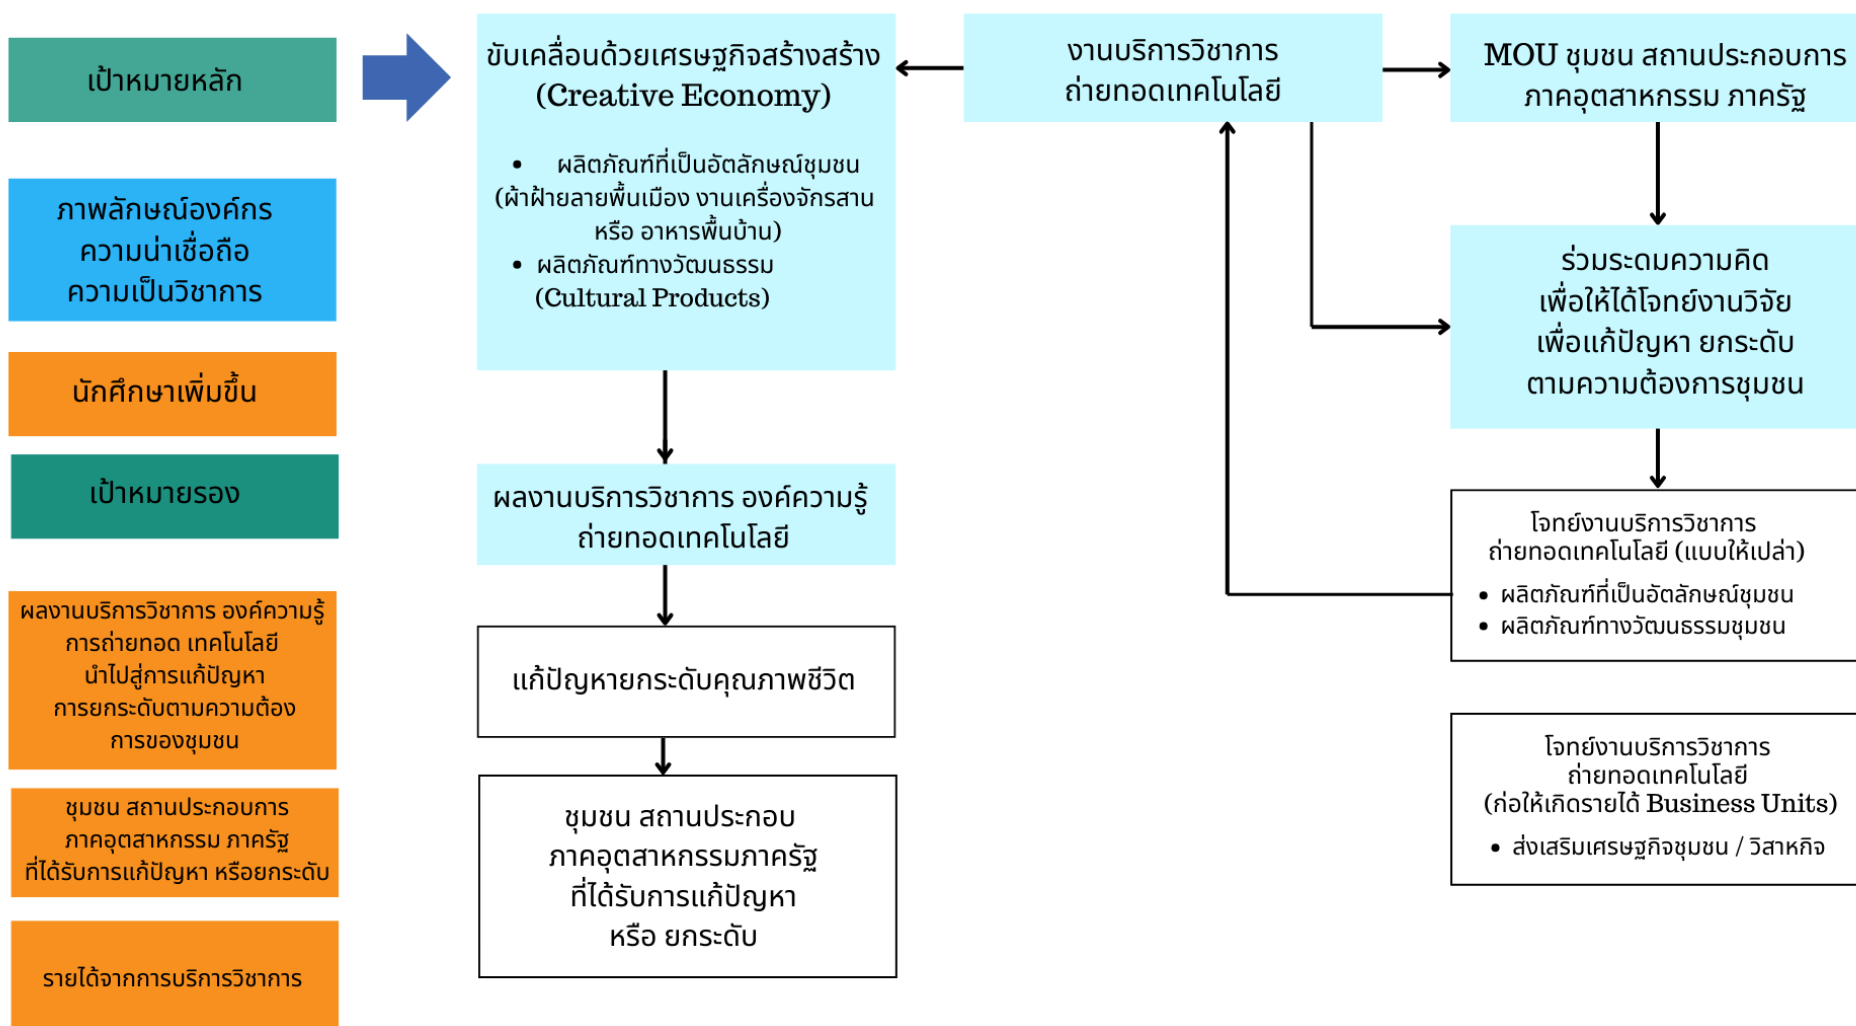 เป้าหมายหลัก
ภาพลักษณ์องค์กร
ความน่าเชื่อถือ
ความเป็นวิชาการ
นักศึกษาเพิ่มขึ้น
เป้าหมายรอง
ผลงานบริการวิชาการ องค์ความรู้
การถ่ายทอด เทคโนโลยี
นำไปสู่การแก้ปัญหา
การยกระดับตามความต้อง
การของชุมชน
ชุมชน สถานประกอบการ
ภาคอุตสาหกรรม ภาครัฐ
ที่ได้รับการแก้ปัญหา หรือยกระดับ
รายได้จากการบริการวิชาการ
ขับเคลื่อนด้วยเศรษฐกิจสร้างสร้าง
(Creative Economy)
• ผลิตภัณฑ์ที่เป็นอัตลักษณ์ชุมชน
(ผ้าฝ้ายลายพื้นเมือง งานเครื่องจักรสาน
หรือ อาหารพื้นบ้าน)
• ผลิตภัณฑ์ทางวัฒนธรรม
(Cultural Products)
ผลงานบริการวิชาการ องค์ความรู้
ถ่ายทอดเทคโนโลยี
แก้ปัญหายกระดับคุณภาพชีวิต
ชุมชน สถานประกอบ
ภาคอุตสาหกรรมภาครัฐ
ที่ได้รับการแก้ปัญหา
หรือ ยกระดับ
งานบริการวิชาการ
ถ่ายทอดเทคโนโลยี
MOU ชุมชน สถานประกอบการ
ภาคอุตสาหกรรม ภาครัฐ
ร่วมระดมความคิด
เพื่อให้ได้โจทย์งานวิจัย
เพื่อแก้ปัญหา ยกระดับ
ตามความต้องการชุมชน
โจทย์งานบริการวิชาการ
ถ่ายทอดเทคโนโลยี (แบบให้เปล่า)
• ผลิตภัณฑ์ที่เป็นอัตลักษณ์ชุมชน
• ผลิตภัณฑ์ทางวัฒนธรรมชุมชน
โจทย์งานบริการวิชาการ
ถ่ายทอดเทคโนโลยี
(ก่อให้เกิดรายได้ Business Units)
• ส่งเสริมเศรษฐกิจชุมชน / วิสาหกิจ